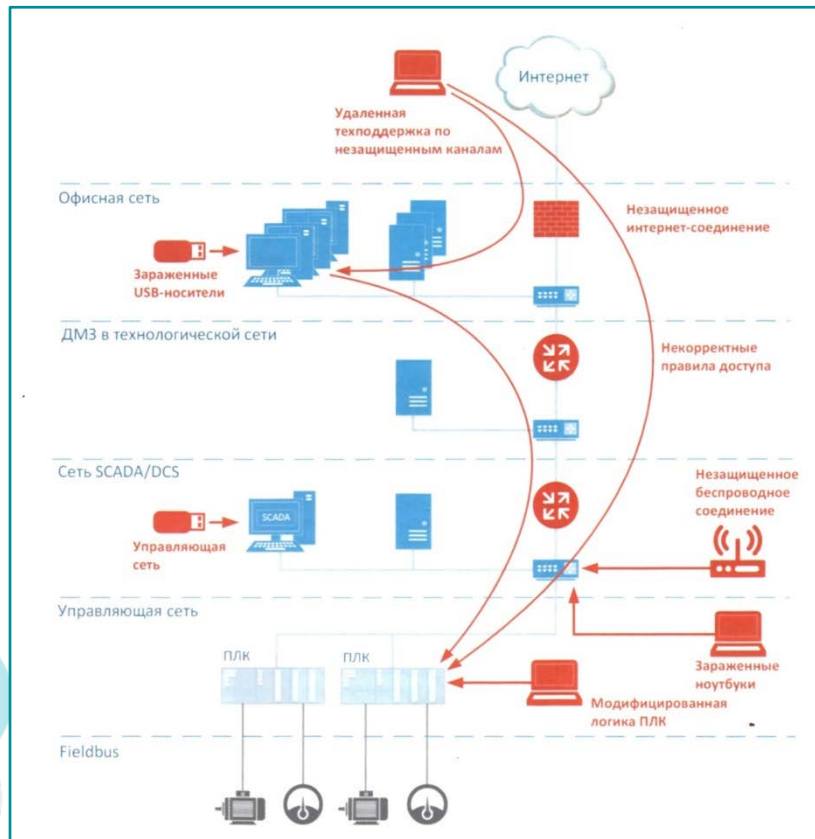 Интернет
Удаленная
техподдержка по
незащищенным каналам
Офисная сеть
Незащищенное
интернет-соединение
Зараженные
USB-носители
ДМЗ в технологической сети
Некорректные
правила доступа
Сеть SCADA/DCS
Незащищенное
беспроводное
соединение
SCADA
Управляющая
сеть
Управляющая сеть
ПЛК
ПЛК
Зараженные
ноутбуки
Модифицированная
логика ПЛК
Fieldbus